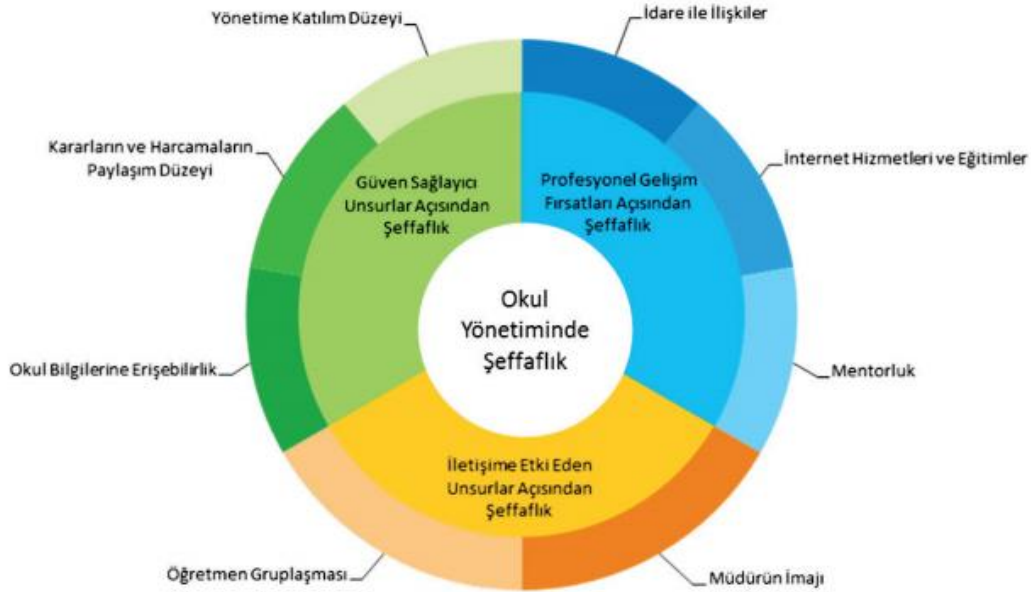 Yönetime Katılım Düzeyi
İdare ile İlişkiler
Kararların ve Harcamaların
Paylaşım Düzeyi
İnternet Hizmetleri ve Eğitimler
Güven Sağlayıcı
Unsurlar Açısından
Şeffaflık
Profesyonel Gelişim
Fırsatları Açısından
Şeffaflık
Okul
Yönetiminde
Şeffaflık
Okul Bilgilerine Erişebilirlik
Mentorluk
İletişime Etki Eden
Unsurlar Açısından
Şeffaflık
Öğretmen Gruplaşması
Müdürün İmajı